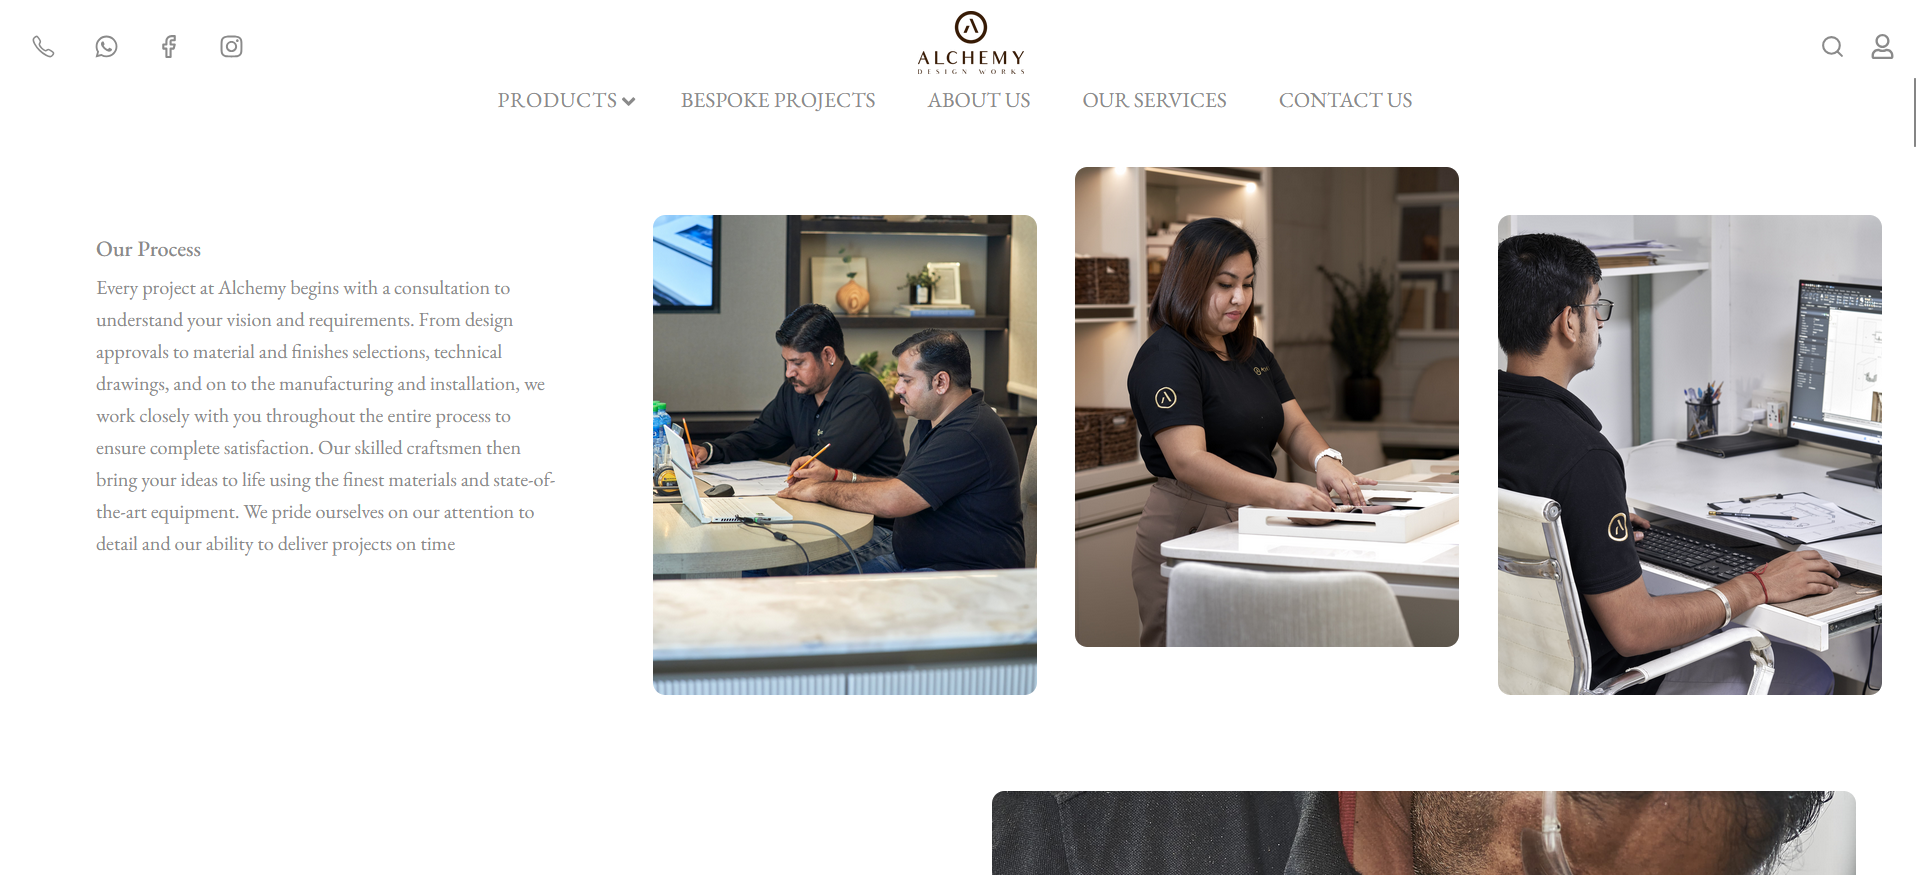 ALCHEMY
DESIGN WORKS
PRODUCTS
BESPOKE PROJECTS
ABOUT US
OUR SERVICES
CONTACT US
Our Process
Every project at Alchemy begins with a consultation to
understand your vision and requirements. From design
approvals to material and finishes selections, technical
drawings, and on to the manufacturing and installation, we
work closely with you throughout the entire process to
ensure complete satisfaction. Our skilled craftsmen then
bring your ideas to life using the finest materials and state-of-
the-art equipment. We pride ourselves on our attention to
detail and our ability to deliver projects on time